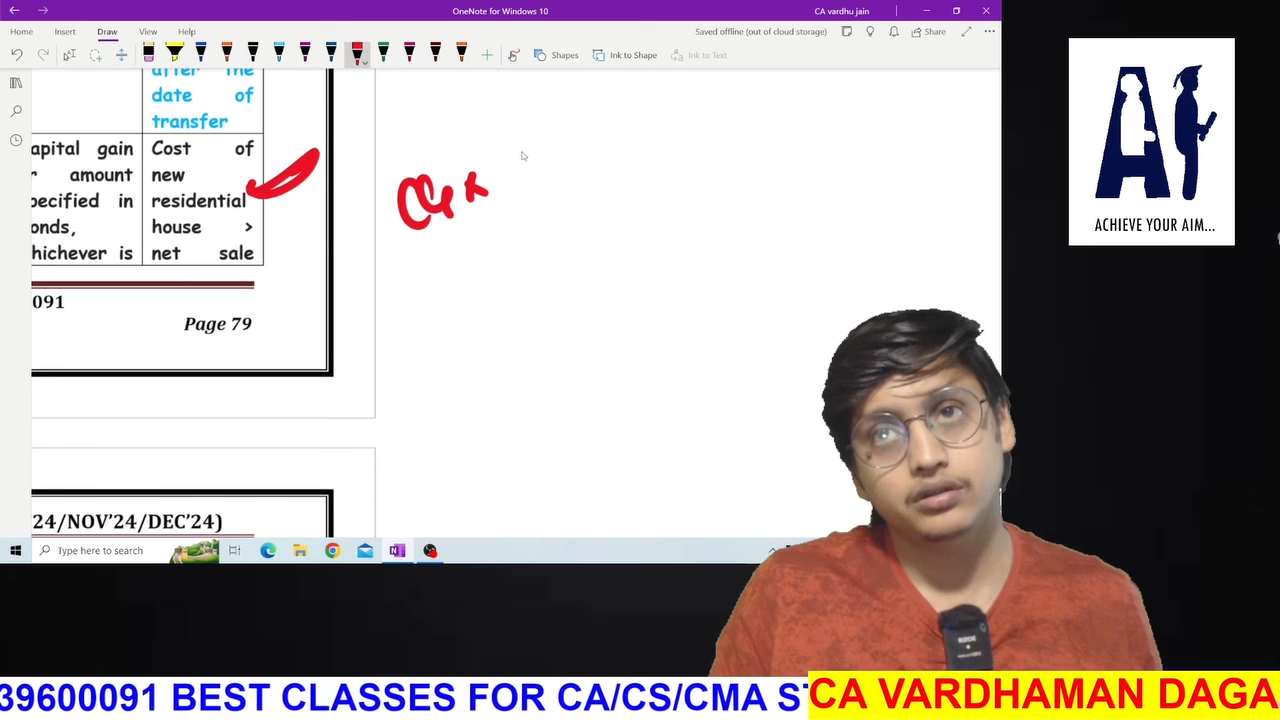 OneNote for Windows 10
CA vardhu jain
Home Insert Draw View Help
Saved offline (out of cloud storage)
Share
Shapes
Ink to Shape
Ink to Text
after the
date of
transfer
apital gain
r amount
pecified in
onds,
hichever is
Cost of
new
residential
house >
net sale
091
Page 79
24/NOV'24/DEC'24)
CG x
Type here to search
ACHIEVE YOUR AIM...
RØDE
39600091 BEST CLASSES FOR CA/CS/CMA ST
CA VARDHAMAN DAGA